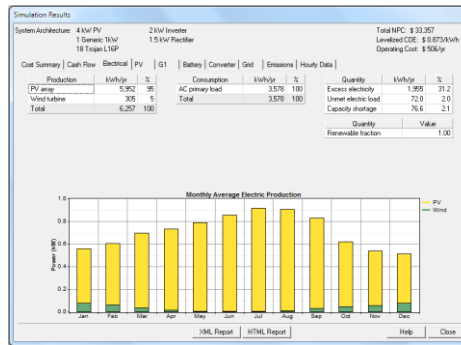 Simulation Results
System Architecture: 4 kW PV 2 kW Inverter Total NPC: $ 33,357
1 Generic 1kW 1.5 kW Rectifier Levelized COE: $ 0.873/kWh
18 Trojan L16P Operating Cost: $ 506/yr
Cost Summary Cash Flow Electrical PV G1 Battery Converter Grid Emissions Hourly Data
Production kWh/yr % Consumption kWh/yr % Quantity kWh/yr %
PV array 5,952 95 AC primary load 3,578 100 Excess electricity 1,955 31.2
Wind turbine 305 5 Total 3,578 100 Unmet electric load 72.0 2.0
Total 6,257 100 Capacity shortage 76.6 2.1
Quantity Value
Renewable fraction 1.00
Monthly Average Electric Production
PV
Wind
Power (kW)
1.0
0.8
0.6
0.4
0.2
0.0
Jan Feb Mar Apr May Jun Jul Aug Sep Oct Nov Dec
XML Report HTML Report Help Close